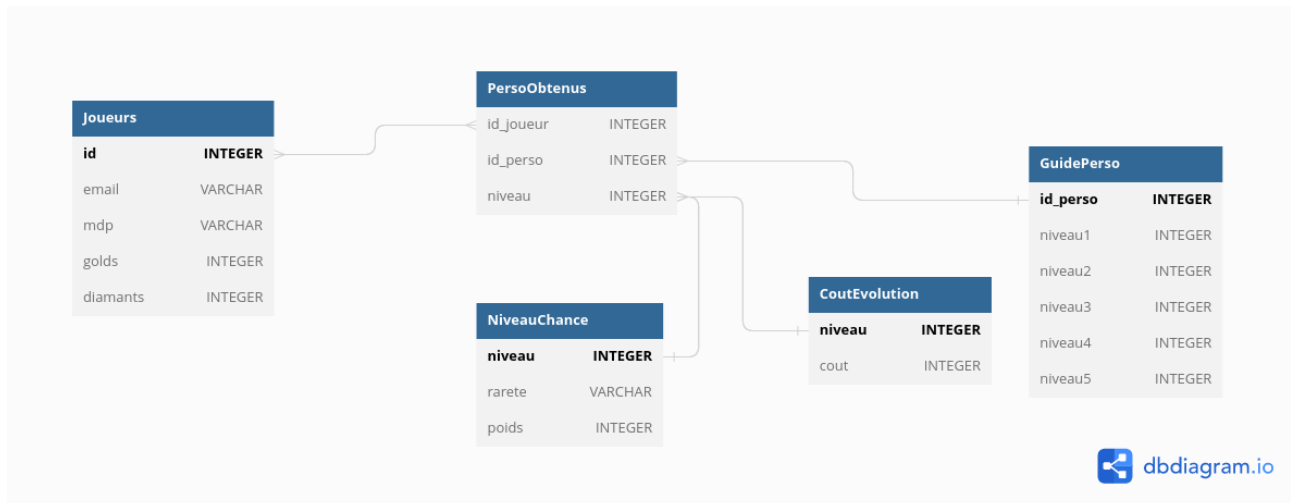 Joueurs
id INTEGER
email VARCHAR
mdp VARCHAR
golds INTEGER
diamants INTEGER
PersoObtenus
id_joueur INTEGER
id_perso INTEGER
niveau INTEGER
NiveauChance
niveau INTEGER
rarete VARCHAR
poids INTEGER
CoutEvolution
niveau INTEGER
cout INTEGER
GuidePerso
id_perso INTEGER
niveau1 INTEGER
niveau2 INTEGER
niveau3 INTEGER
niveau4 INTEGER
niveau5 INTEGER
dbdiagram.io